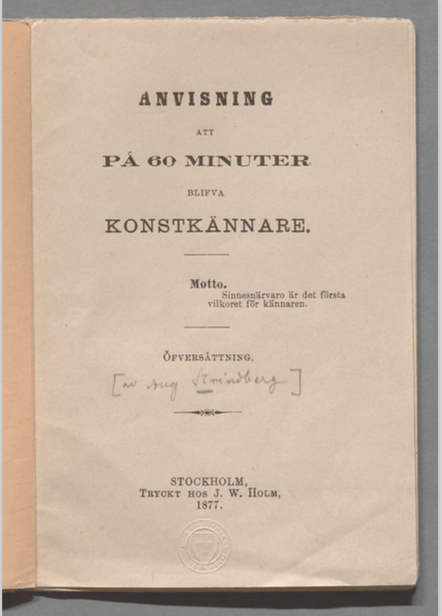 ANVISNING
ATT
PÅ 60 MINUTER
BLIFVA
KONSTKÄNNARE.
Motto.
Sinnesnärvaro är det första
vilkoret för kännaren.
ÖFVERSÄTTNING.
[av Aug Strindberg]
STOCKHOLM,
TRYCKT HOS J. W. HOLM,
1877.